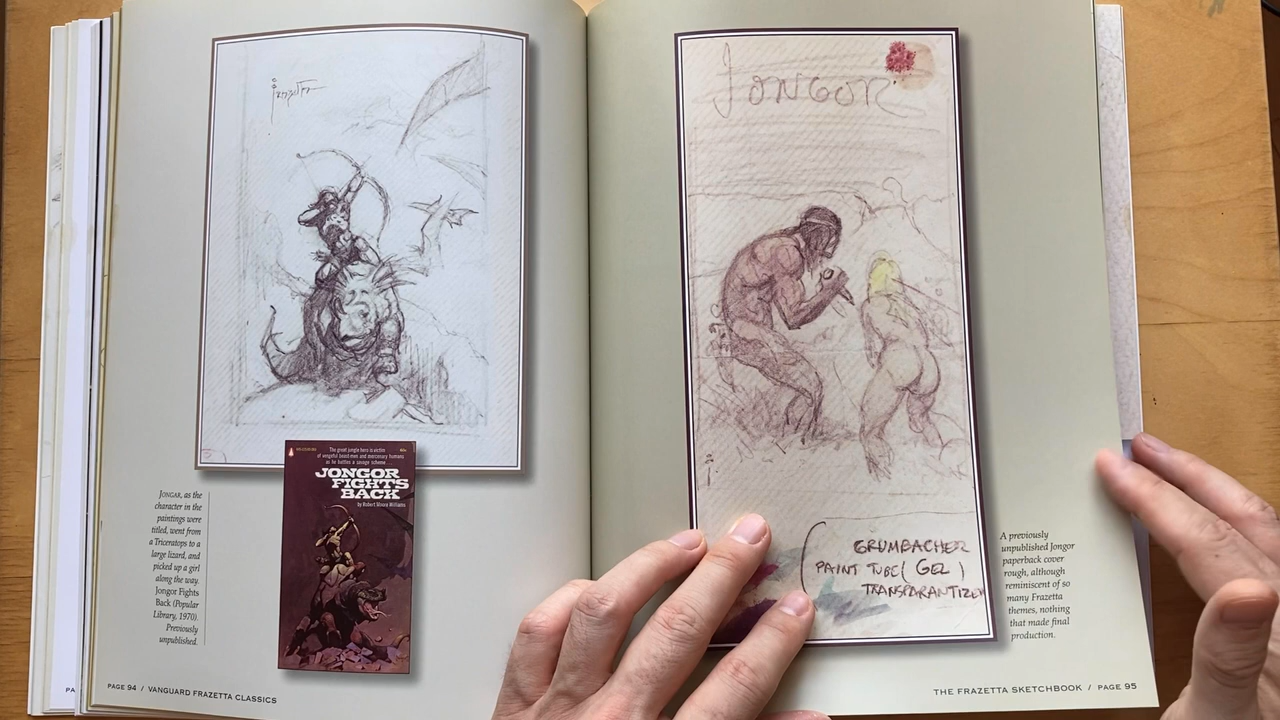 Frazetta
The great jungle hero is victim
of vengeful beast-men and mercenary humans
as he battles a savage scheme...
JONGOR
FIGHTS
BACK
by Robert Moore Williams
Jongar, as the
character in the
paintings were
titled, went from
a Triceratops to a
large lizard, and
picked up a girl
along the way.
Jongor Fights
Back (Popular
Library, 1970).
Previously
unpublished.
PA
PAGE 94 / VANGUARD FRAZETTA CLASSICS
JONGOR
GRUMBACHER
PAINT TUBE (GEL)
TRANSPARANTIZER
A previously
unpublished Jongor
paperback cover
rough, although
reminiscent of so
many Frazetta
themes, nothing
that made final
production.
THE FRAZETTA SKETCHBOOK / PAGE 95